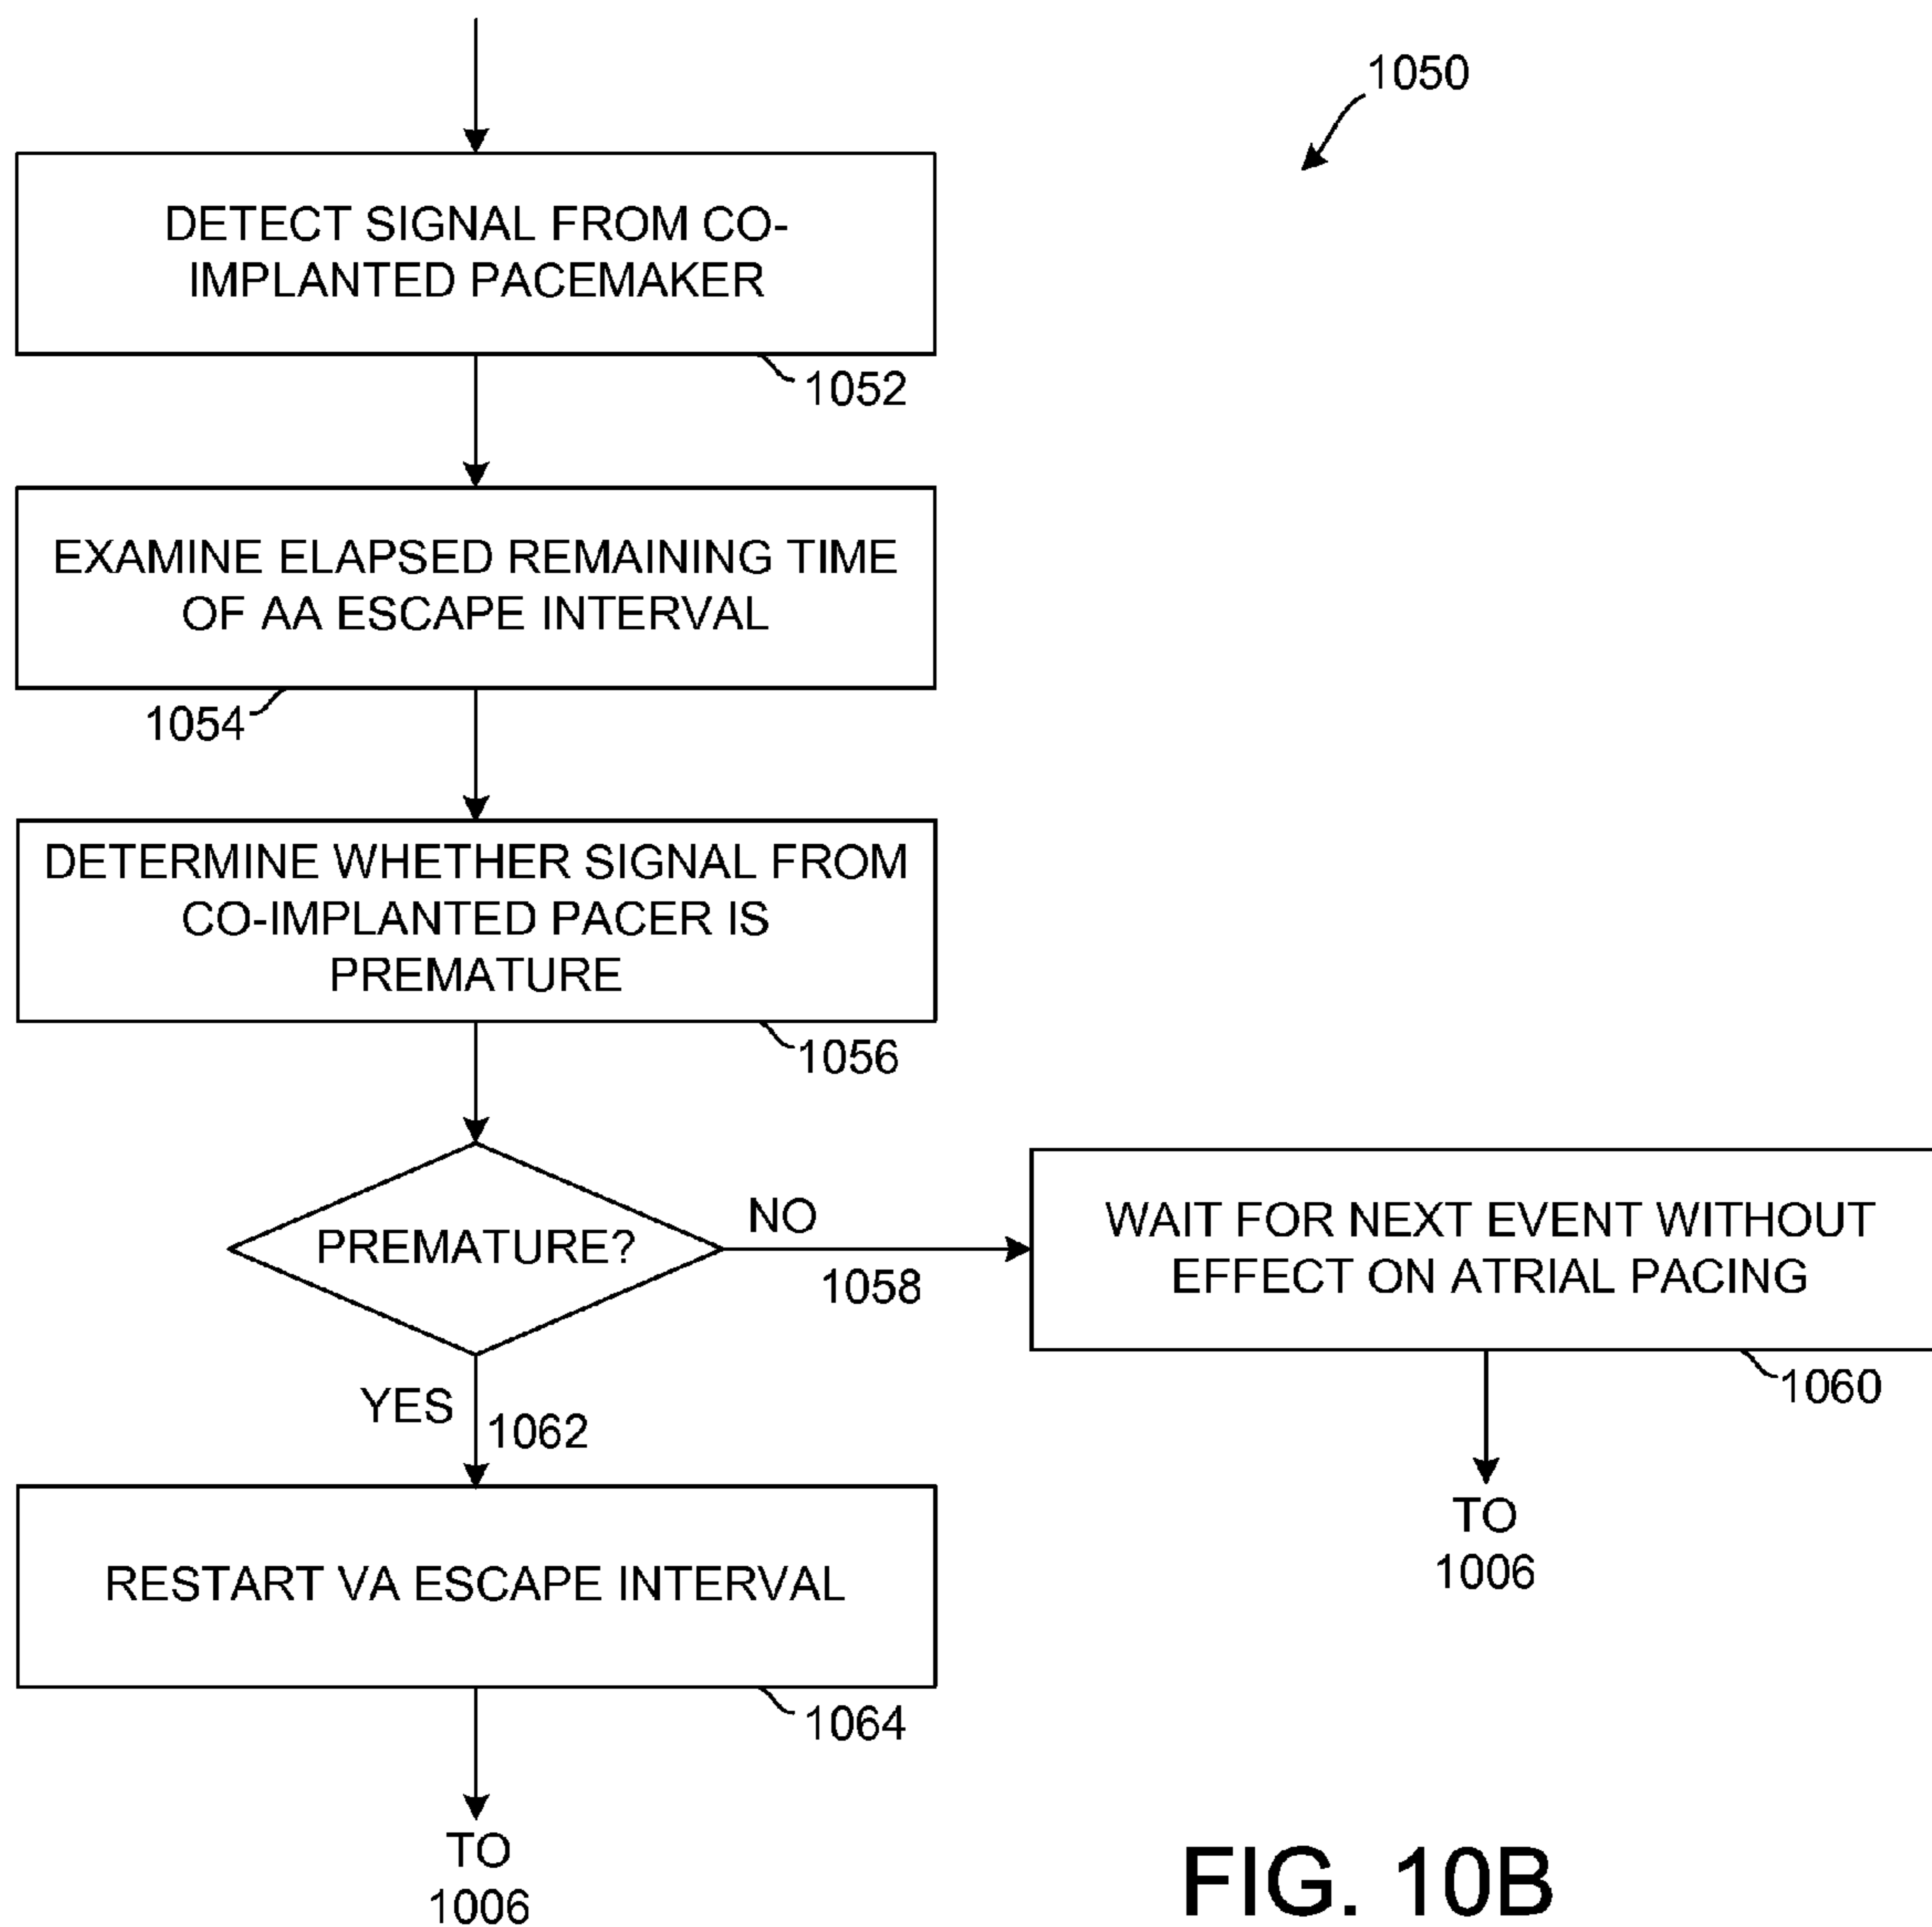 1050
DETECT SIGNAL FROM CO-
IMPLANTED PACEMAKER
1052
EXAMINE ELAPSED REMAINING TIME
OF AA ESCAPE INTERVAL
1054
DETERMINE WHETHER SIGNAL FROM
CO-IMPLANTED PACER IS
PREMATURE
1056
PREMATURE?
NO
1058
WAIT FOR NEXT EVENT WITHOUT
EFFECT ON ATRIAL PACING
1060
TO
1006
YES
1062
RESTART VA ESCAPE INTERVAL
1064
TO
1006
FIG. 10B